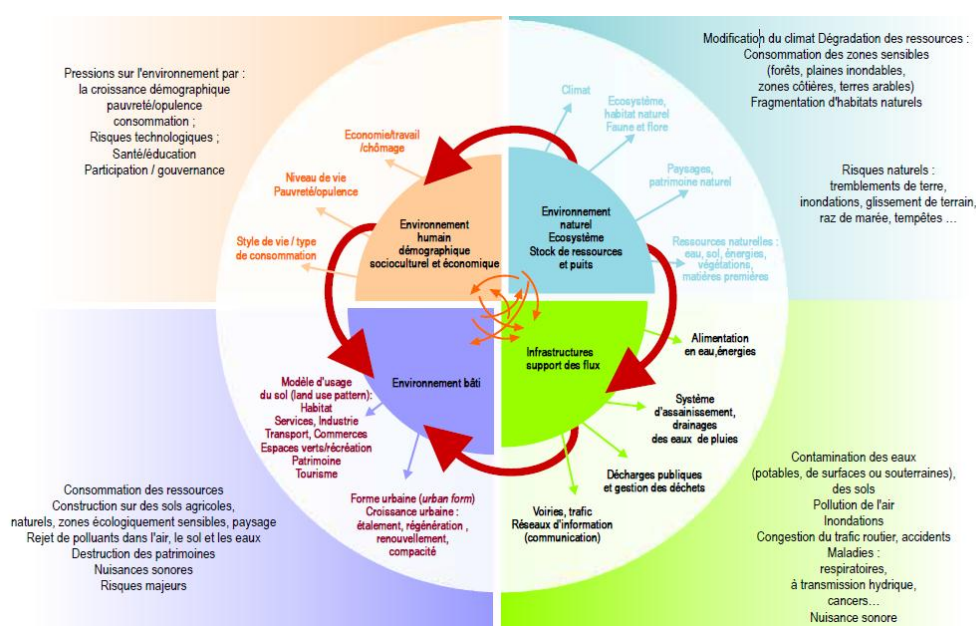 Pressions sur l'environnement par :
la croissance démographique
pauvreté/opulence
consommation ;
Risques technologiques ;
Santé/éducation
Participation / gouvernance
Modification du climat Dégradation des ressources :
Consommation des zones sensibles
(forêts, plaines inondables,
zones côtières, terres arables)
Fragmentation d'habitats naturels
Risques naturels :
tremblements de terre,
inondations, glissement de terrain,
raz de marée, tempêtes ...
Economie/travail
/chômage
Niveau de vie
Pauvreté/opulence
Style de vie / type
de consommation
Environnement
humain
démographique
socioculturel et économique
Climat
Ecosystème,
habitat naturel
Faune et flore
Paysages,
patrimoine naturel
Ressources naturelles :
eau, sol, énergies,
végétations,
matières premières
Environnement
naturel
Ecosystème
Stock de ressources
et puits
Environnement bâti
Modèle d'usage
du sol (land use pattern):
Habitat
Services, Industrie
Transport, Commerces
Espaces verts/récréation
Patrimoine
Tourisme
Forme urbaine (urban form)
Croissance urbaine :
étalement, régénération ,
renouvellement,
compacité
Infrastructures
support des flux
Alimentation
en eau,énergies
Système
d'assainissement,
drainages
des eaux de pluies
Décharges publiques
et gestion des déchets
Voiries, trafic
Réseaux d'information
(communication)
Consommation des ressources
Construction sur des sols agricoles,
naturels, zones écologiquement sensibles, paysage
Rejet de polluants dans l'air, le sol et les eaux
Destruction des patrimoines
Nuisances sonores
Risques majeurs
Contamination des eaux
(potables, de surfaces ou souterraines),
des sols
Pollution de l'air
Inondations
Congestion du trafic routier, accidents
Maladies :
respiratoires,
à transmission hydrique,
cancers...
Nuisance sonore